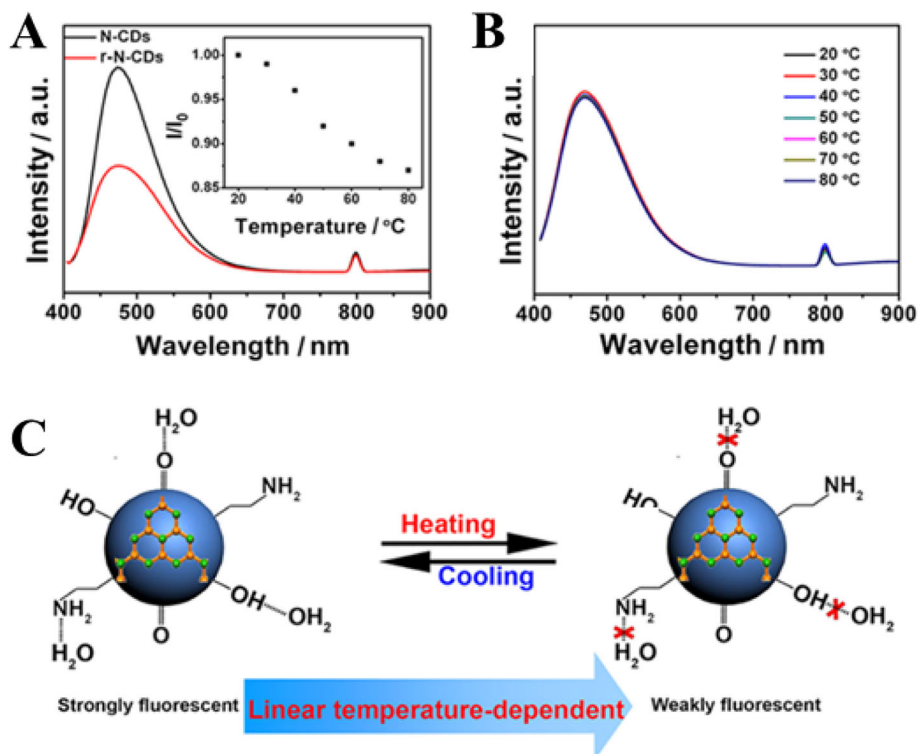 A
N-CDs
r-N-CDs
Intensity / a.u.
Wavelength / nm
400 500 600 700 800 900
I/I₀
1.00
0.95
0.90
0.85
20 40 60 80
Temperature / °C
B
20 °C
30 °C
40 °C
50 °C
60 °C
70 °C
80 °C
Intensity / a.u.
400 500 600 700 800 900
Wavelength / nm
C
H₂O
O
HO
NH₂
OH
OH₂
NH₂
O
H₂O
Strongly fluorescent
Heating
Cooling
H₂O
O
HO
NH₂
OH
OH₂
NH₂
O
H₂O
Weakly fluorescent
Linear temperature-dependent